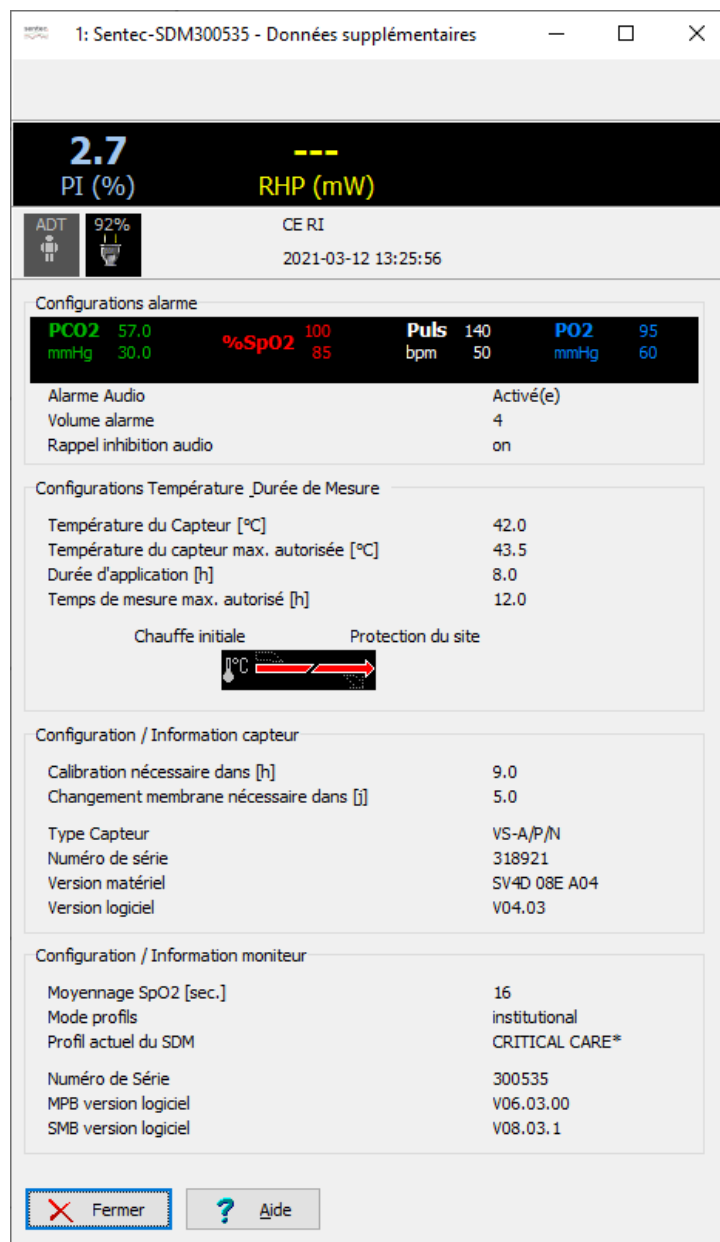 sentec
1: Sentec-SDM300535 - Données supplémentaires
2.7 ---
PI (%) RHP (mW)
ADT 92% CE RI
2021-03-12 13:25:56
Configurations alarme
PCO2 57.0 %SpO2 100 Puls 140 PO2 95
mmHg 30.0 85 bpm 50 mmHg 60
Alarme Audio Activé(e)
Volume alarme 4
Rappel inhibition audio on
Configurations Température _Durée de Mesure
Température du Capteur [°C] 42.0
Température du capteur max. autorisée [°C] 43.5
Durée d'application [h] 8.0
Temps de mesure max. autorisé [h] 12.0
Chauffe initiale Protection du site
°C
Configuration / Information capteur
Calibration nécessaire dans [h] 9.0
Changement membrane nécessaire dans [j] 5.0
Type Capteur VS-A/P/N
Numéro de série 318921
Version matériel SV4D 08E A04
Version logiciel V04.03
Configuration / Information moniteur
Moyennage SpO2 [sec.] 16
Mode profils institutional
Profil actuel du SDM CRITICAL CARE*
Numéro de Série 300535
MPB version logiciel V06.03.00
SMB version logiciel V08.03.1
Fermer ? Aide